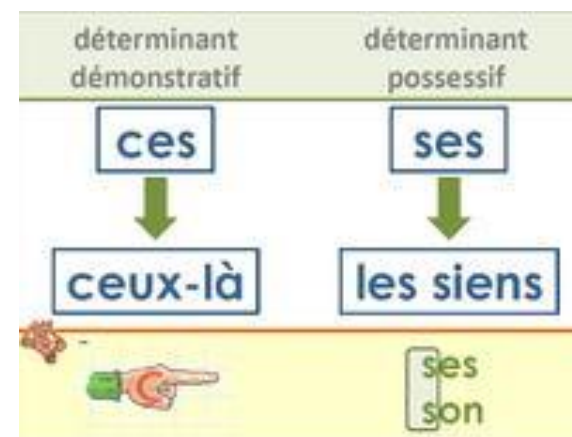 déterminant démonstratif
déterminant possessif
ces
ses
ceux-là
les siens
-
c
ses
son